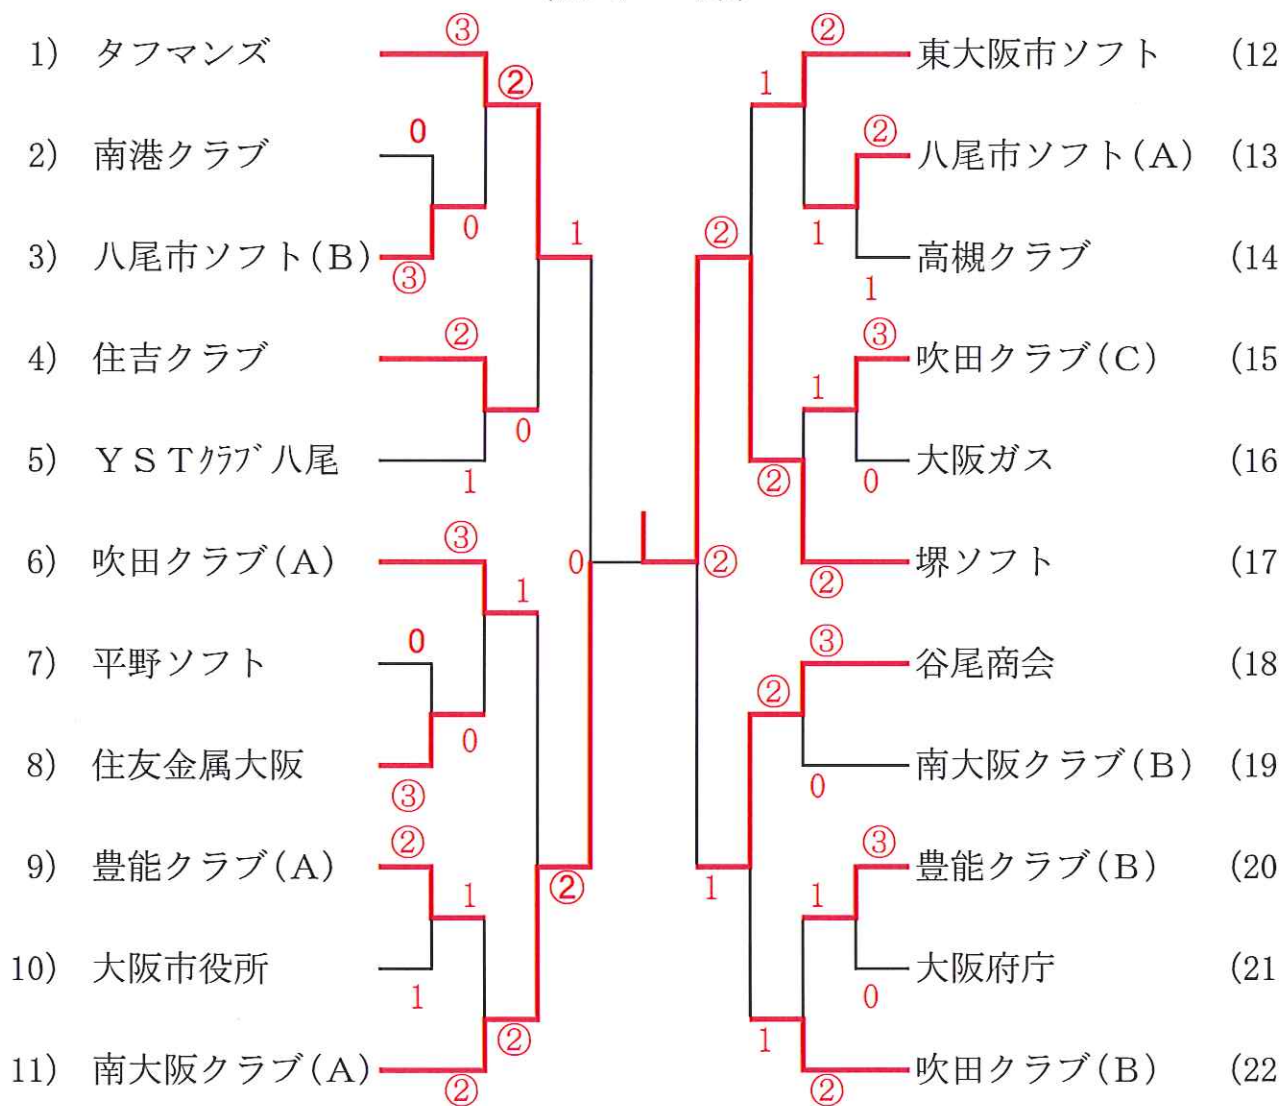 ③ ②
1) タフマンズ 東大阪市ソフト (12
② 1
0 ②
2) 南港クラブ 八尾市ソフト(A) (13
0 1 ② 1
3) 八尾市ソフト(B) 高槻クラブ (14
③ 1
② ③
4) 住吉クラブ 吹田クラブ(C) (15
0 1
5) YSTクラブ八尾 大阪ガス (16
1 ② 0
③
6) 吹田クラブ(A) 0 ② 堺ソフト (17
1 ②
0 ③
7) 平野ソフト 谷尾商会 (18
0 ②
8) 住友金属大阪 南大阪クラブ(B) (19
③ 0
② ③
9) 豊能クラブ(A) 豊能クラブ(B) (20
1 ② 1 1
10) 大阪市役所 大阪府庁 (21
1 0
② 1
11) 南大阪クラブ(A) 吹田クラブ(B) (22
② ②